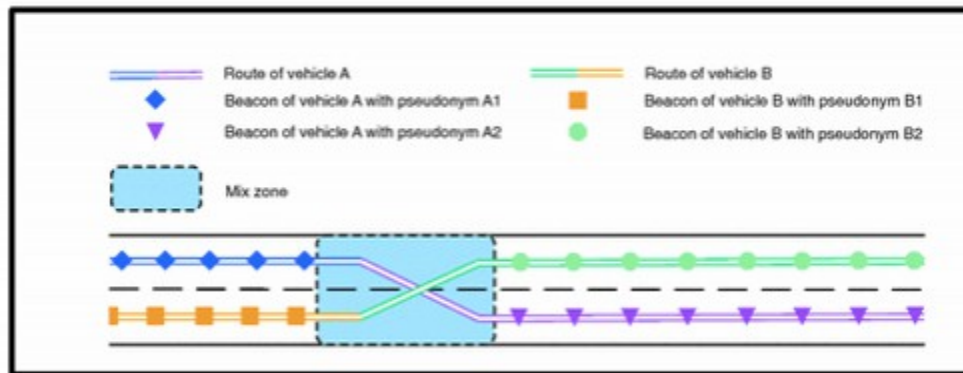 Route of vehicle A
Route of vehicle B
Beacon of vehicle A with pseudonym A1
Beacon of vehicle B with pseudonym B1
Beacon of vehicle A with pseudonym A2
Beacon of vehicle B with pseudonym B2
Mix zone